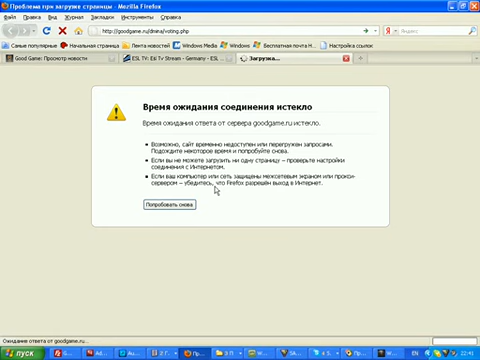 Проблема при загрузке страницы - Mozilla Firefox
Файл Правка Вид Журнал Закладки Инструменты Справка
http://goodgame.ru/dmina/voting.php
Яндекс
Самые популярные Начальная страница Лента новостей Windows Media Windows Бесплатная почта H... Настройка ссылок
Good Game: Просмотр новости
ESL TV: Esl Tv Stream - Germany - ESL ...
Загрузка...
Время ожидания соединения истекло
Время ожидания ответа от сервера goodgame.ru истекло.
Возможно, сайт временно недоступен или перегружен запросами.
Подождите некоторое время и попробуйте снова.
Если вы не можете загрузить ни одну страницу – проверьте настройки
соединения с Интернетом.
Если ваш компьютер или сеть защищены межсетевым экраном или прокси-
сервером – убедитесь, что Firefox разрешён выход в Интернет.
Попробовать снова
Ожидание ответа от goodgame.ru...
пуск
22:41